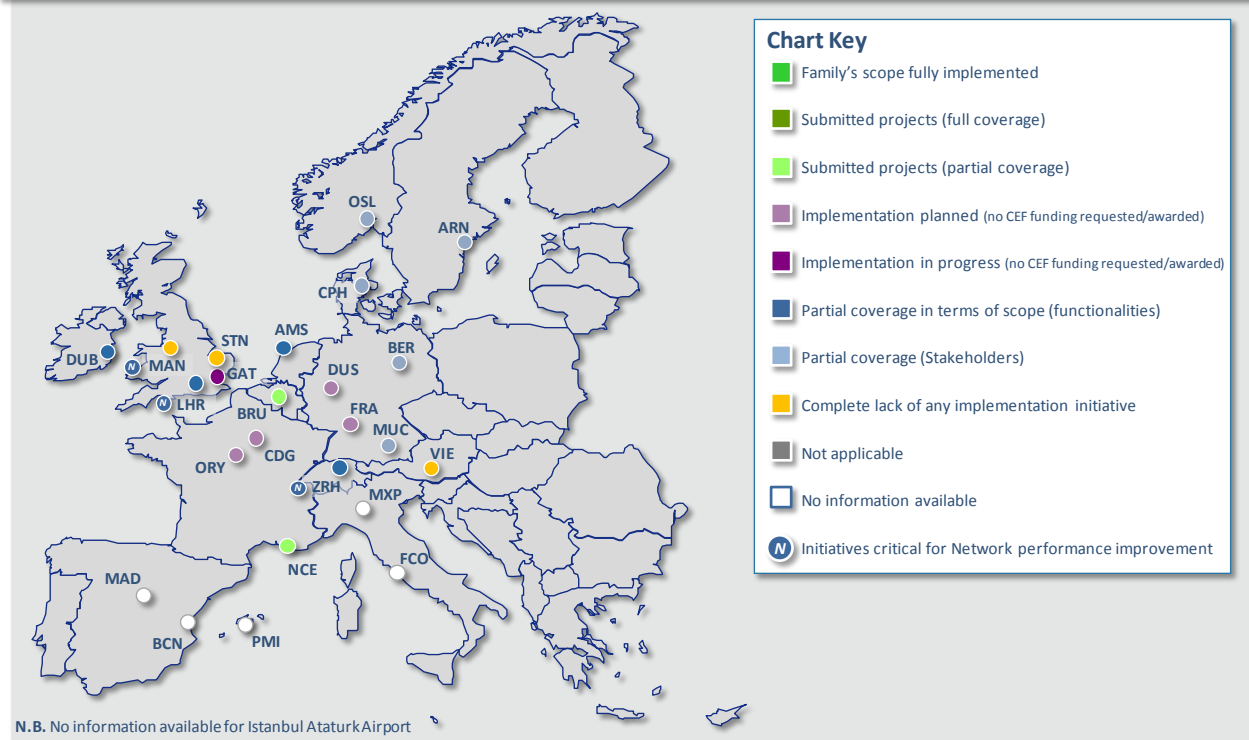 Chart Key
Family's scope fully implemented
Submitted projects (full coverage)
Submitted projects (partial coverage)
Implementation planned (no CEF funding requested/awarded)
Implementation in progress (no CEF funding requested/awarded)
Partial coverage in terms of scope (functionalities)
Partial coverage (Stakeholders)
Complete lack of any implementation initiative
Not applicable
No information available
N Initiatives critical for Network performance improvement
OSL
ARN
CPH
STN
AMS
DUB
N MAN
GAT
BER
DUS
N LHR
BRU
FRA
MUC
ORY
CDG
VIE
N ZRH
MXP
NCE
FCO
MAD
BCN
PMI
N.B. No information available for Istanbul Ataturk Airport